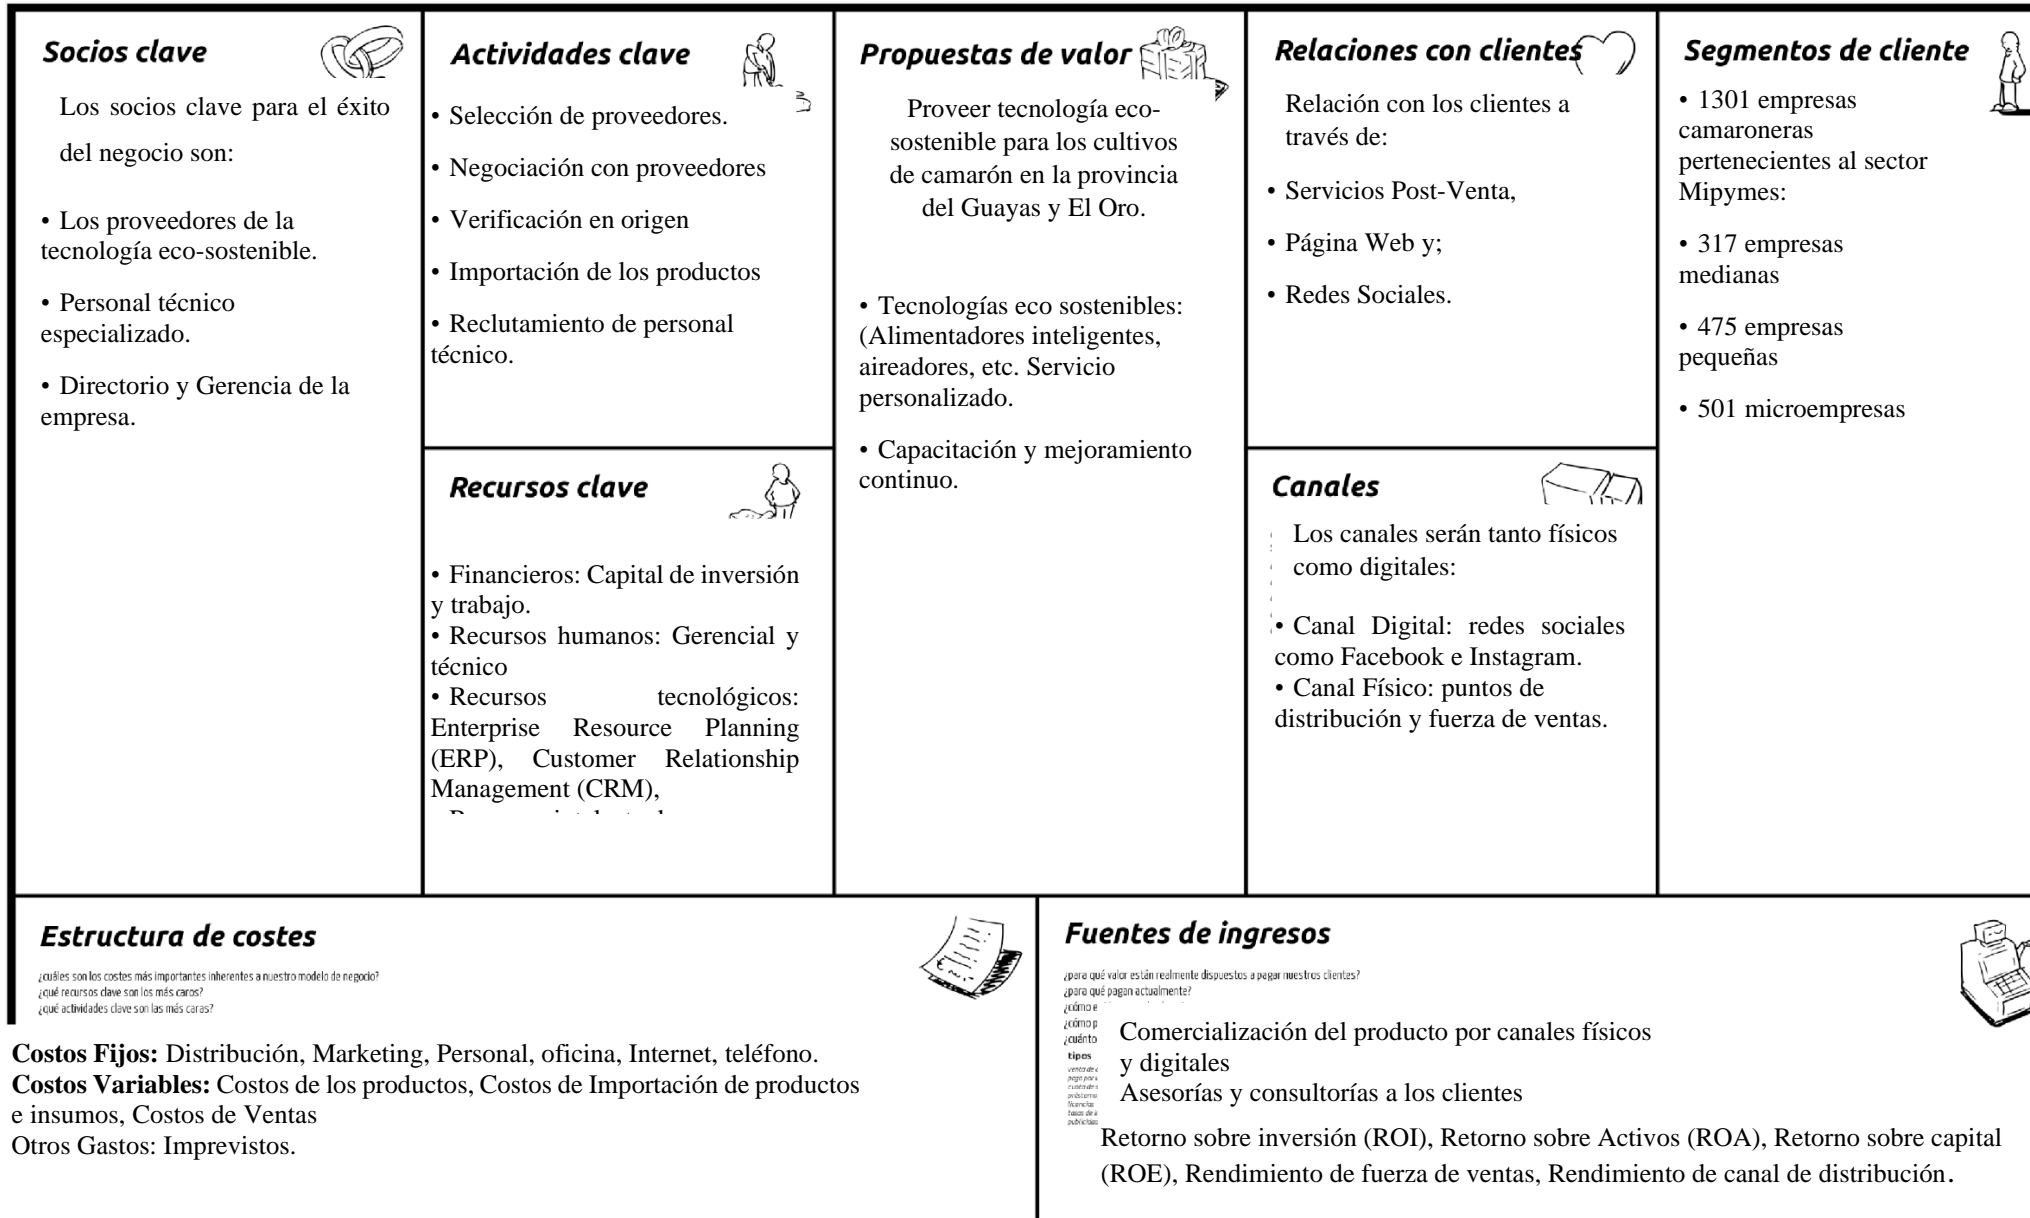 Socios clave
Los socios clave para el éxito
del negocio son:
• Los proveedores de la
tecnología eco-sostenible.
• Personal técnico
especializado.
• Directorio y Gerencia de la
empresa.
Actividades clave
• Selección de proveedores.
• Negociación con proveedores
• Verificación en origen
• Importación de los productos
• Reclutamiento de personal
técnico.
Recursos clave
• Financieros: Capital de inversión
y trabajo.
• Recursos humanos: Gerencial y
técnico
• Recursos tecnológicos:
Enterprise Resource Planning
(ERP), Customer Relationship
Management (CRM),
Propuestas de valor
Proveer tecnología eco-
sostenible para los cultivos
de camarón en la provincia
del Guayas y El Oro.
• Tecnologías eco sostenibles:
(Alimentadores inteligentes,
aireadores, etc. Servicio
personalizado.
• Capacitación y mejoramiento
continuo.
Relaciones con clientes
Relación con los clientes a
través de:
• Servicios Post-Venta,
• Página Web y;
• Redes Sociales.
Canales
Los canales serán tanto físicos
como digitales:
• Canal Digital: redes sociales
como Facebook e Instagram.
• Canal Físico: puntos de
distribución y fuerza de ventas.
Segmentos de cliente
• 1301 empresas
camaroneras
pertenecientes al sector
Mipymes:
• 317 empresas
medianas
• 475 empresas
pequeñas
• 501 microempresas
Estructura de costes
¿cuáles son los costes más importantes inherentes a nuestro modelo de negocio?
¿qué recursos clave son los más caros?
¿qué actividades clave son las más caras?
Costos Fijos: Distribución, Marketing, Personal, oficina, Internet, teléfono.
Costos Variables: Costos de los productos, Costos de Importación de productos
e insumos, Costos de Ventas
Otros Gastos: Imprevistos.
Fuentes de ingresos
¿para qué valor están realmente dispuestos a pagar nuestros clientes?
¿para qué pagan actualmente?
¿cómo
¿cómo
¿cuánto
tipos
Comercialización del producto por canales físicos
y digitales
Asesorías y consultorías a los clientes
Retorno sobre inversión (ROI), Retorno sobre Activos (ROA), Retorno sobre capital
(ROE), Rendimiento de fuerza de ventas, Rendimiento de canal de distribución.